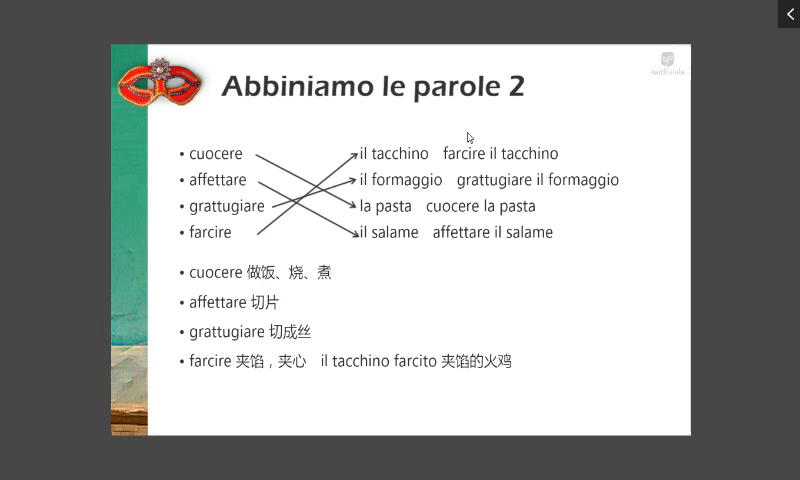 kaidilalala
Abbiniamo le parole 2
• cuocere il tacchino farcire il tacchino
• affettare il formaggio grattugiare il formaggio
• grattugiare la pasta cuocere la pasta
• farcire il salame affettare il salame
• cuocere 做饭、烧、煮
• affettare 切片
• grattugiare 切成丝
• farcire 夹馅，夹心 il tacchino farcito 夹馅的火鸡